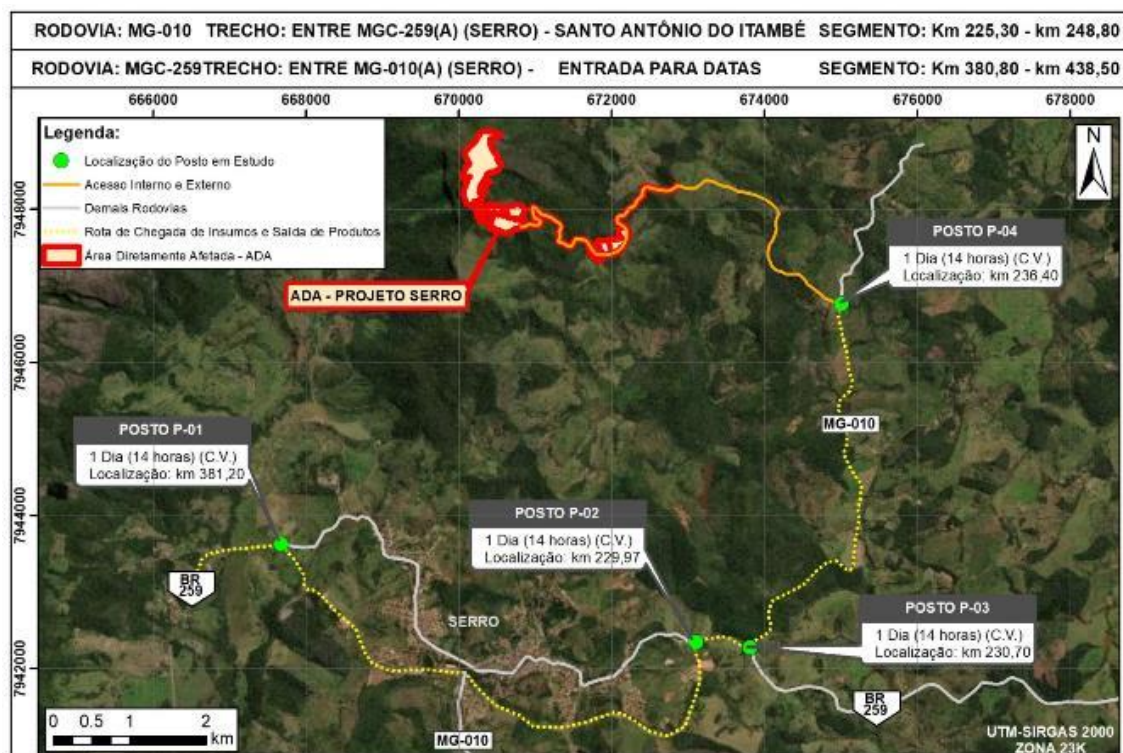 RODOVIA: MG-010 TRECHO: ENTRE MGC-259(A) (SERRO) - SANTO ANTÔNIO DO ITAMBÉ SEGMENTO: Km 225,30 - km 248,80
RODOVIA: MGC-259TRECHO: ENTRE MG-010(A) (SERRO) - ENTRADA PARA DATAS SEGMENTO: Km 380,80 - km 438,50
666000 668000 670000 672000 674000 676000 678000
Legenda:
Localização do Posto em Estudo
Acesso Interno e Externo
Demais Rodovias
Rota de Chegada de Insumos e Saída de Produtos
Área Diretamente Afetada - ADA
N
7948000
ADA - PROJETO SERRO
POSTO P-04
1 Dia (14 horas) (C.V.)
Localização: km 236,40
7946000
MG-010
POSTO P-01
1 Dia (14 horas) (C.V.)
Localização: km 381,20
7944000
POSTO P-02
1 Dia (14 horas) (C.V.)
Localização: km 229,97
BR
259
SERRO
POSTO P-03
1 Dia (14 horas) (C.V.)
Localização: km 230,70
7942000
BR
259
0 0.5 1 2
km
MG-010
UTM-SIRGAS 2000
ZONA 23K